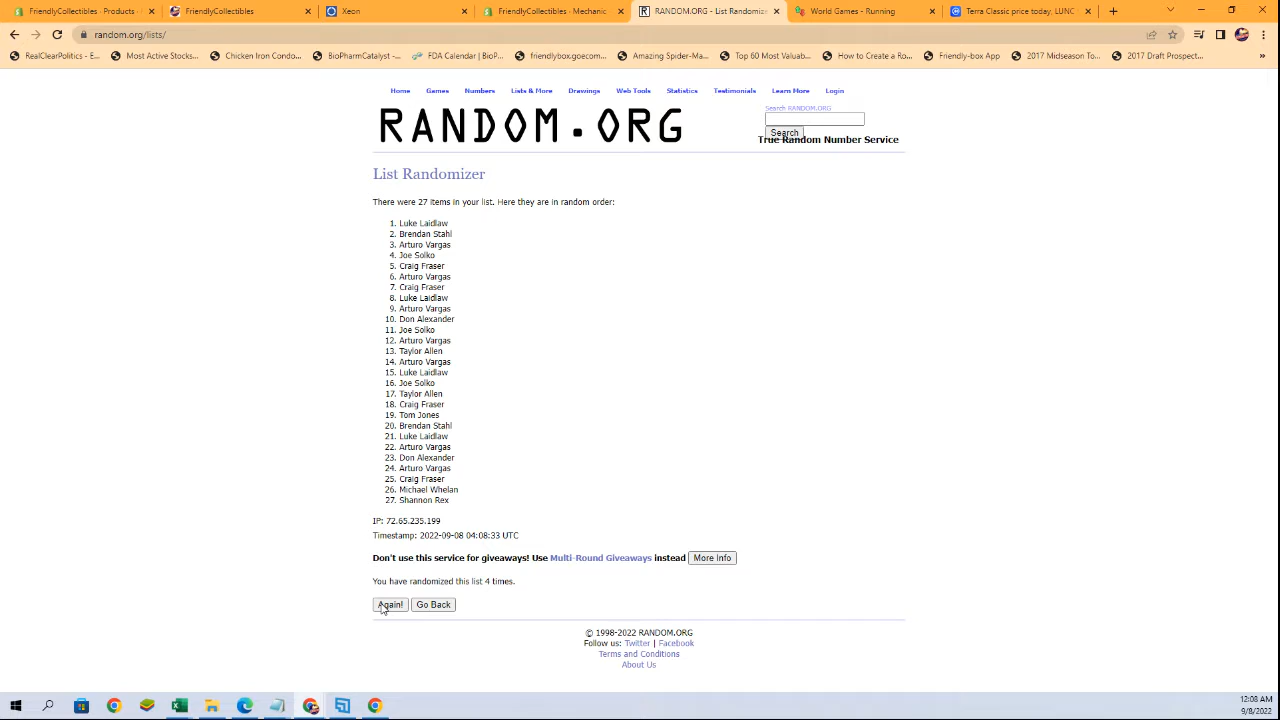 FriendlyCollectibles - Products
FriendlyCollectibles
Xeon
FriendlyCollectibles - Mechanic
RANDOM.ORG - List Randomizer
World Games - Running
Terra Classic price today, LUNC
random.org/lists/
RealClearPolitics - E...
Most Active Stocks...
Chicken Iron Condo...
BioPharmCatalyst -...
FDA Calendar | BioP...
friendlybox.goecom...
Amazing Spider-Ma...
Top 60 Most Valuab...
How to Create a Ro...
Friendly-box App
2017 Midseason To...
2017 Draft Prospect...
»
Home Games Numbers Lists & More Drawings Web Tools Statistics Testimonials Learn More Login
RANDOM.ORG
Search RANDOM.ORG
Search
True Random Number Service
List Randomizer
There were 27 items in your list. Here they are in random order:
1. Luke Laidlaw
2. Brendan Stahl
3. Arturo Vargas
4. Joe Solko
5. Craig Fraser
6. Arturo Vargas
7. Craig Fraser
8. Luke Laidlaw
9. Arturo Vargas
10. Don Alexander
11. Joe Solko
12. Arturo Vargas
13. Taylor Allen
14. Arturo Vargas
15. Luke Laidlaw
16. Joe Solko
17. Taylor Allen
18. Craig Fraser
19. Tom Jones
20. Brendan Stahl
21. Luke Laidlaw
22. Arturo Vargas
23. Don Alexander
24. Arturo Vargas
25. Craig Fraser
26. Michael Whelan
27. Shannon Rex
IP: 72.65.235.199
Timestamp: 2022-09-08 04:08:33 UTC
Don't use this service for giveaways! Use Multi-Round Giveaways instead More Info
You have randomized this list 4 times.
Again! Go Back
© 1998-2022 RANDOM.ORG
Follow us: Twitter | Facebook
Terms and Conditions
About Us
12:08 AM
9/8/2022